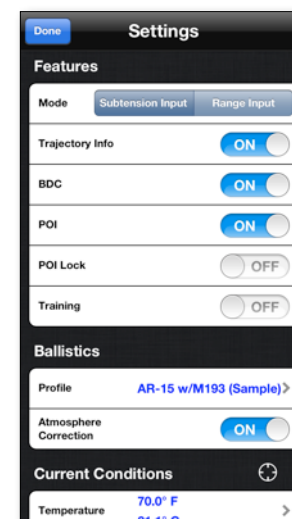 Done Settings
Features
Mode Subtension Input Range Input
Trajectory Info ON
BDC ON
POI ON
POI Lock OFF
Training OFF
Ballistics
Profile AR-15 w/M193 (Sample)
Atmosphere
Correction ON
Current Conditions
Temperature 70.0° F